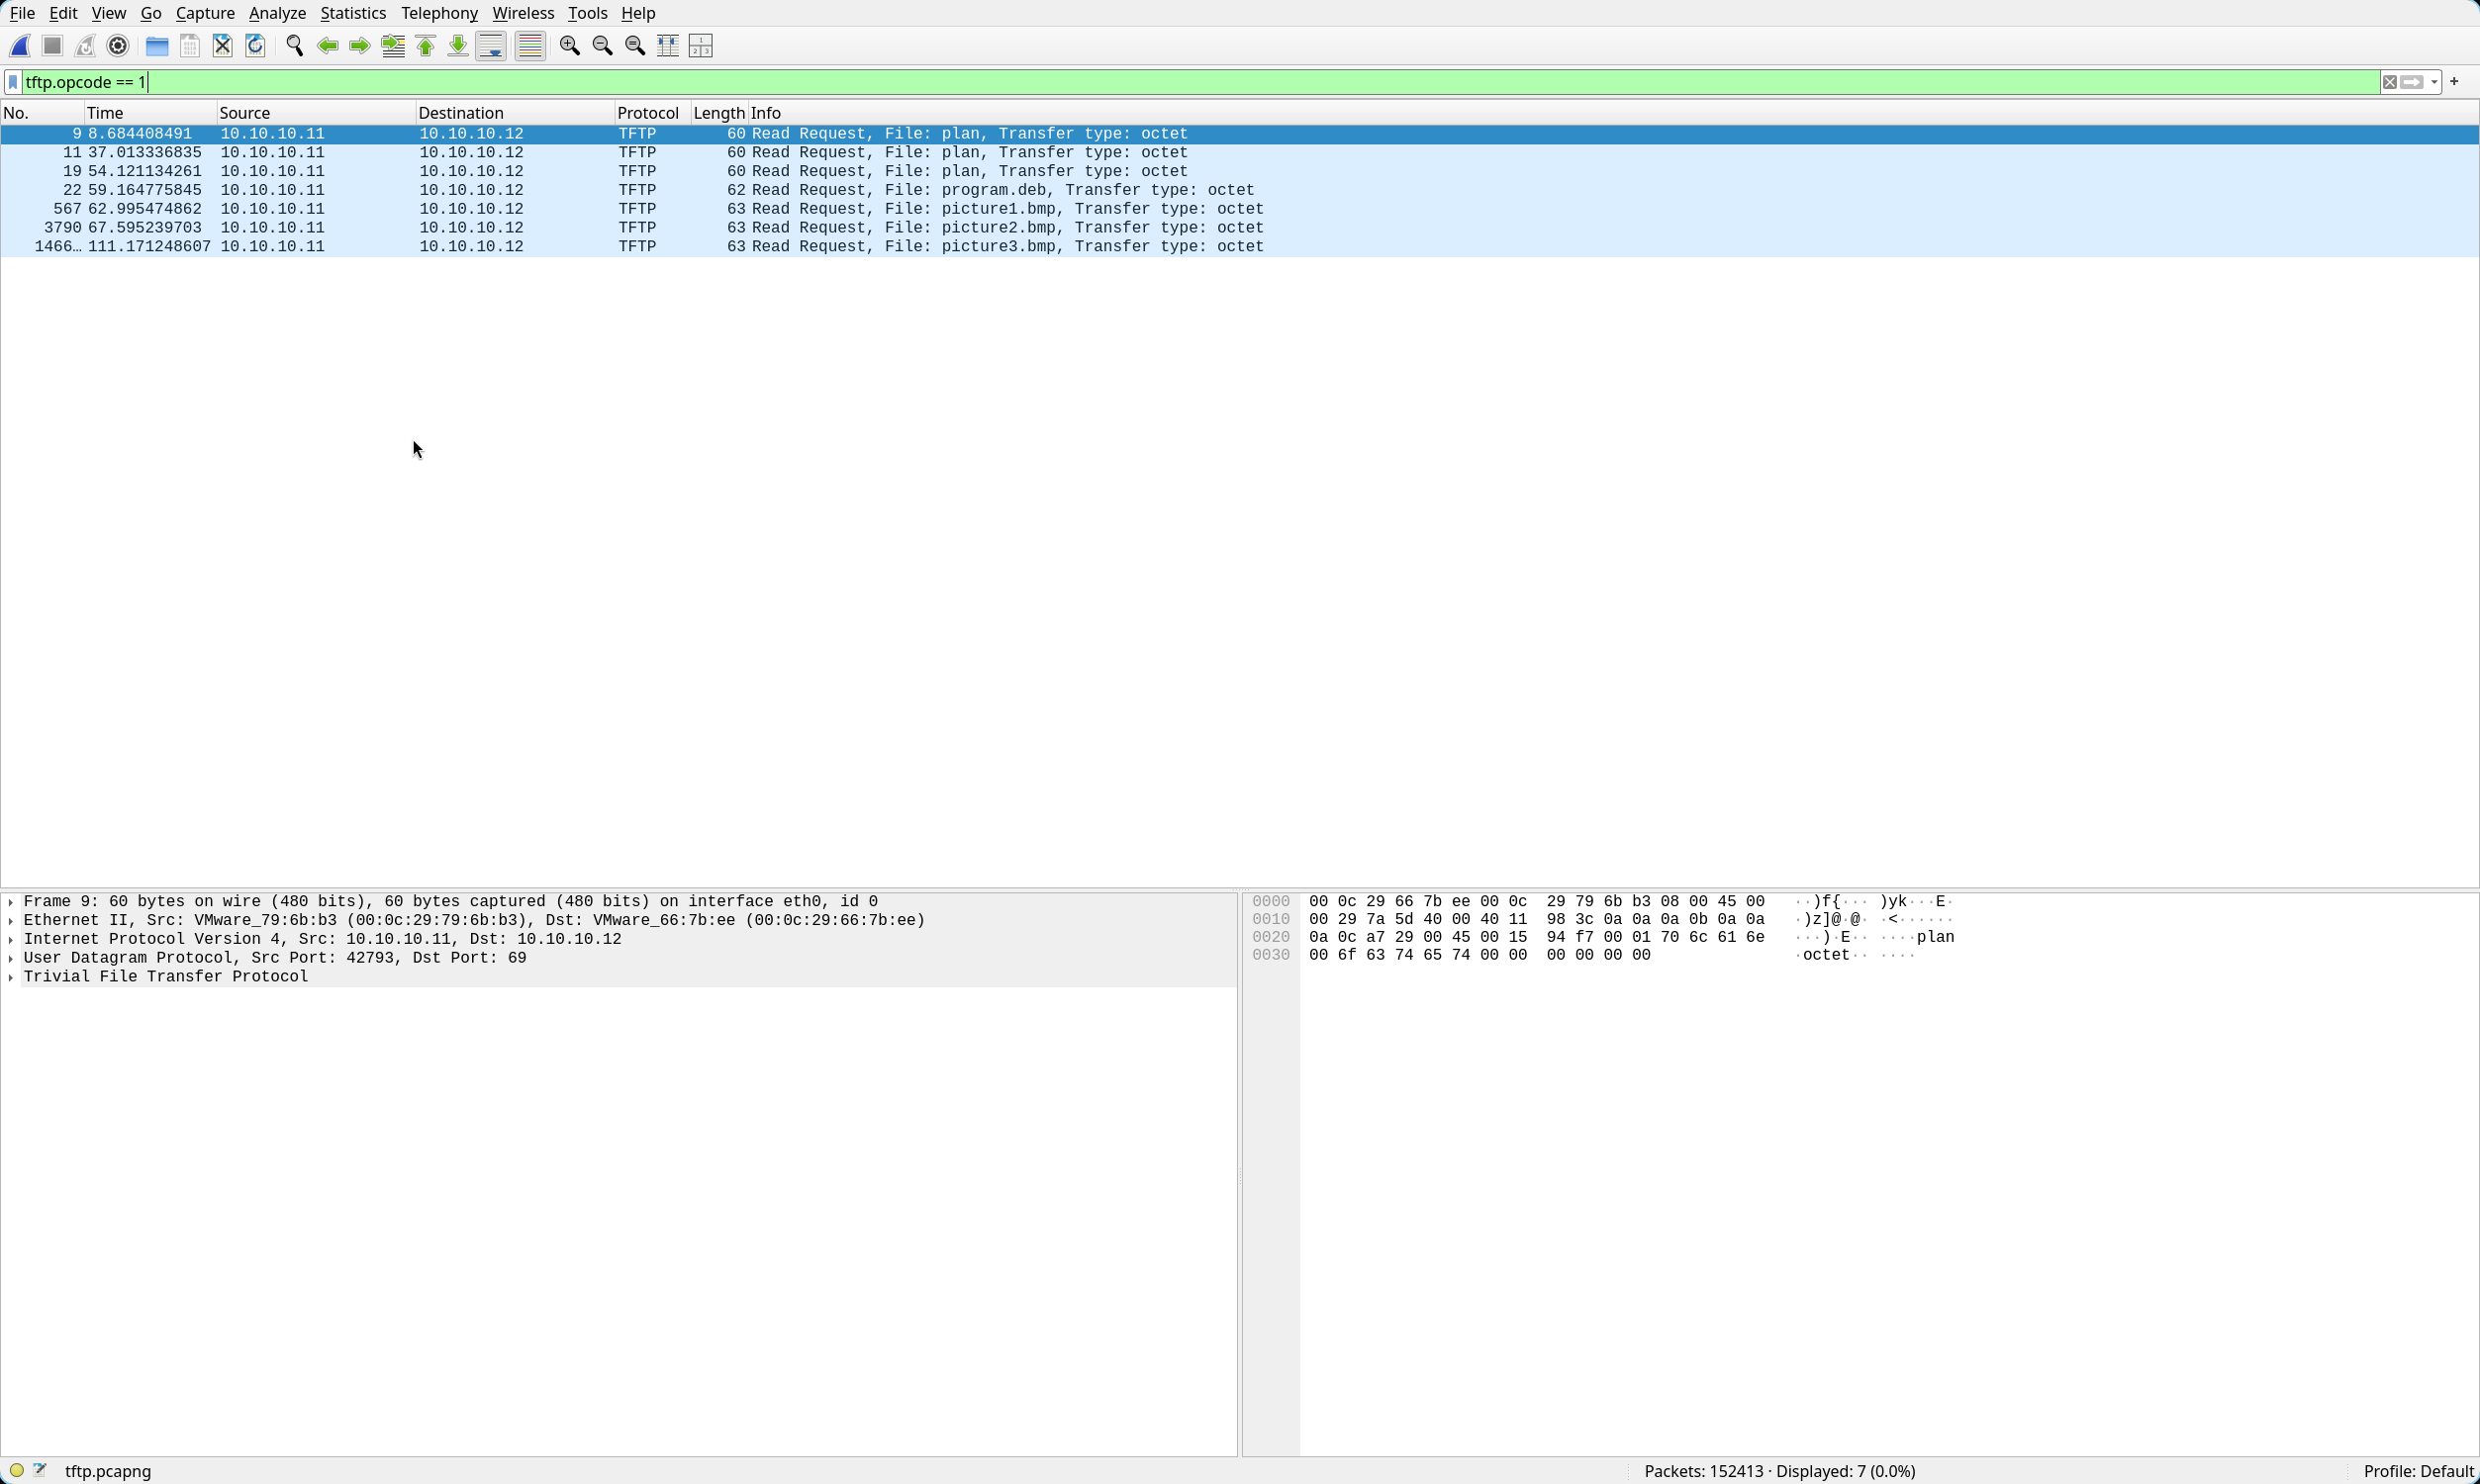 File Edit View Go Capture Analyze Statistics Telephony Wireless Tools Help
tftp.opcode == 1
No. Time Source Destination Protocol Length Info
9 8.684408491 10.10.10.11 10.10.10.12 TFTP 60 Read Request, File: plan, Transfer type: octet
11 37.013336835 10.10.10.11 10.10.10.12 TFTP 60 Read Request, File: plan, Transfer type: octet
19 54.121134261 10.10.10.11 10.10.10.12 TFTP 60 Read Request, File: plan, Transfer type: octet
22 59.164775845 10.10.10.11 10.10.10.12 TFTP 62 Read Request, File: program.deb, Transfer type: octet
567 62.995474862 10.10.10.11 10.10.10.12 TFTP 63 Read Request, File: picture1.bmp, Transfer type: octet
3790 67.595239703 10.10.10.11 10.10.10.12 TFTP 63 Read Request, File: picture2.bmp, Transfer type: octet
1466… 111.171248607 10.10.10.11 10.10.10.12 TFTP 63 Read Request, File: picture3.bmp, Transfer type: octet
Frame 9: 60 bytes on wire (480 bits), 60 bytes captured (480 bits) on interface eth0, id 0
Ethernet II, Src: VMware_79:6b:b3 (00:0c:29:79:6b:b3), Dst: VMware_66:7b:ee (00:0c:29:66:7b:ee)
Internet Protocol Version 4, Src: 10.10.10.11, Dst: 10.10.10.12
User Datagram Protocol, Src Port: 42793, Dst Port: 69
Trivial File Transfer Protocol
0000 00 0c 29 66 7b ee 00 0c 29 79 6b b3 08 00 45 00 ··)f{··· )yk···E·
0010 00 29 7a 5d 40 00 40 11 98 3c 0a 0a 0a 0b 0a 0a ·)z]@·@· ·<······
0020 0a 0c a7 29 00 45 00 15 94 f7 00 01 70 6c 61 6e ···)·E·· ····plan
0030 00 6f 63 74 65 74 00 00 00 00 00 00 ·octet·· ····
tftp.pcapng
Packets: 152413 · Displayed: 7 (0.0%)
Profile: Default